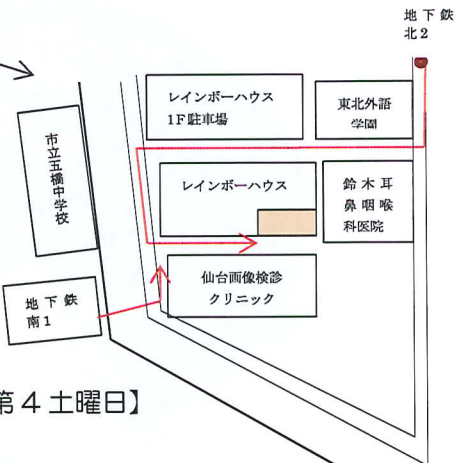 地下鉄
北2
レインボーハウス
1F駐車場
東北外語
学園
市立五橋中学校
レインボーハウス
鈴木耳
鼻咽喉
科医院
仙台画像検診
クリニック
地下鉄
南1
第4土曜日】